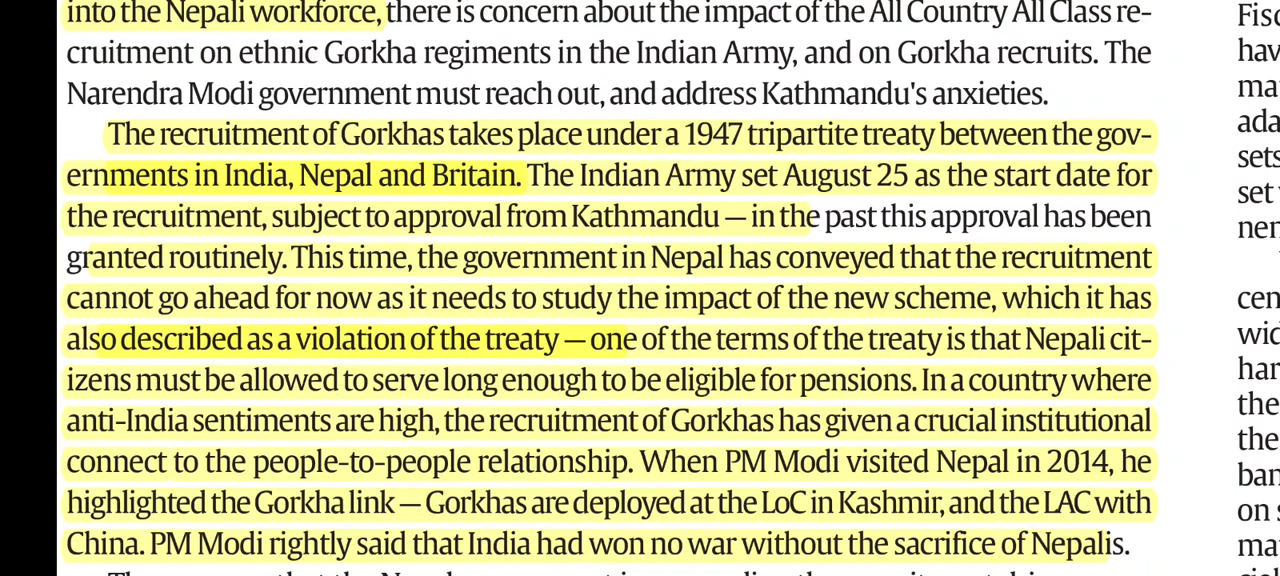 into the Nepali workforce, there is concern about the impact of the All Country All Class re-
cruitment on ethnic Gorkha regiments in the Indian Army, and on Gorkha recruits. The
Narendra Modi government must reach out, and address Kathmandu's anxieties.
The recruitment of Gorkhas takes place under a 1947 tripartite treaty between the gov-
ernments in India, Nepal and Britain. The Indian Army set August 25 as the start date for
the recruitment, subject to approval from Kathmandu — in the past this approval has been
granted routinely. This time, the government in Nepal has conveyed that the recruitment
cannot go ahead for now as it needs to study the impact of the new scheme, which it has
also described as a violation of the treaty — one of the terms of the treaty is that Nepali cit-
izens must be allowed to serve long enough to be eligible for pensions. In a country where
anti-India sentiments are high, the recruitment of Gorkhas has given a crucial institutional
connect to the people-to-people relationship. When PM Modi visited Nepal in 2014, he
highlighted the Gorkha link — Gorkhas are deployed at the LoC in Kashmir, and the LAC with
China. PM Modi rightly said that India had won no war without the sacrifice of Nepalis.